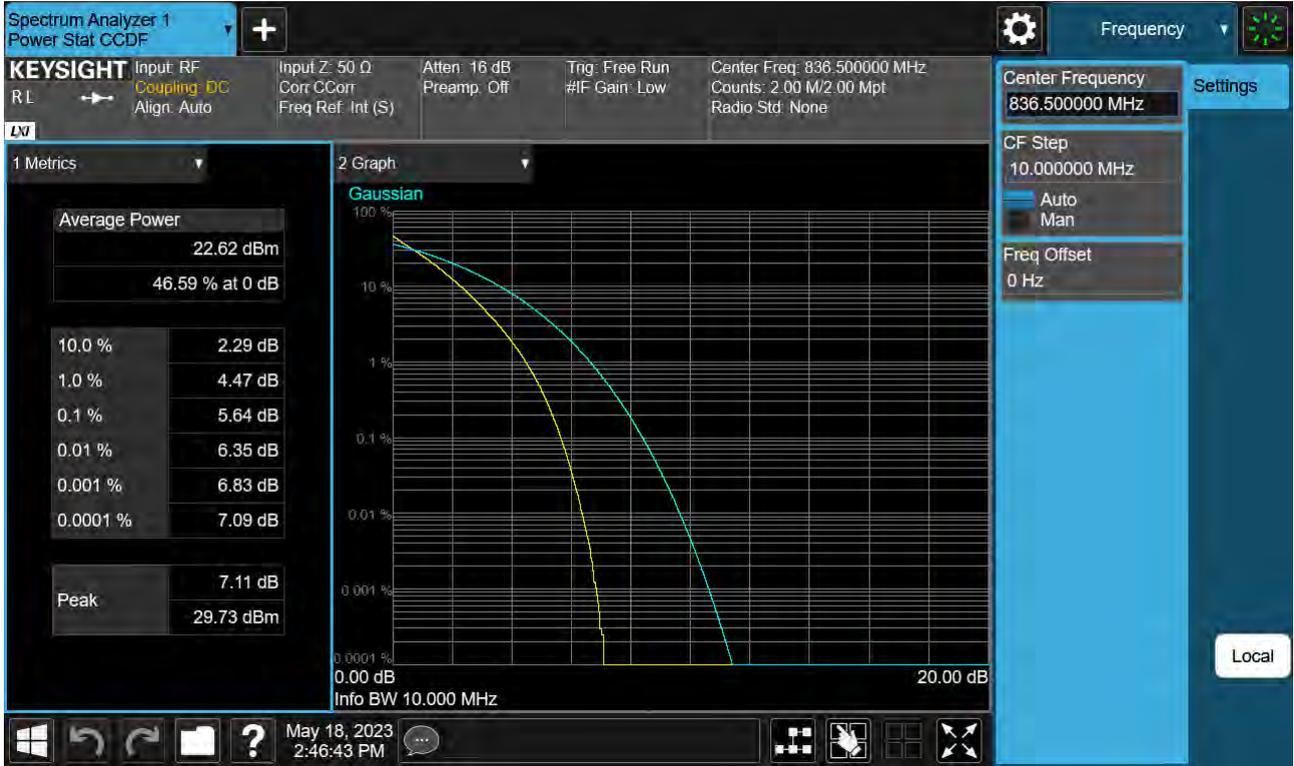 Spectrum Analyzer 1
Power Stat CCDF
Frequency
KEYSIGHT
R L
LXI
Input: RF
Coupling: DC
Align: Auto
Input Z: 50 Ω
Corr CCorr
Freq Ref: Int (S)
Atten: 16 dB
Preamp: Off
Trig: Free Run
#IF Gain: Low
Center Freq: 836.500000 MHz
Counts: 2.00 M/2.00 Mpt
Radio Std: None
Center Frequency
836.500000 MHz
Settings
CF Step
10.000000 MHz
Auto
Man
Freq Offset
0 Hz
1 Metrics
Average Power
22.62 dBm
46.59 % at 0 dB
10.0 % 2.29 dB
1.0 % 4.47 dB
0.1 % 5.64 dB
0.01 % 6.35 dB
0.001 % 6.83 dB
0.0001 % 7.09 dB
Peak
7.11 dB
29.73 dBm
2 Graph
Gaussian
100 %
10 %
1 %
0.1 %
0.01 %
0.001 %
0.0001 %
0.00 dB 20.00 dB
Info BW 10.000 MHz
Local
?
May 18, 2023
2:46:43 PM